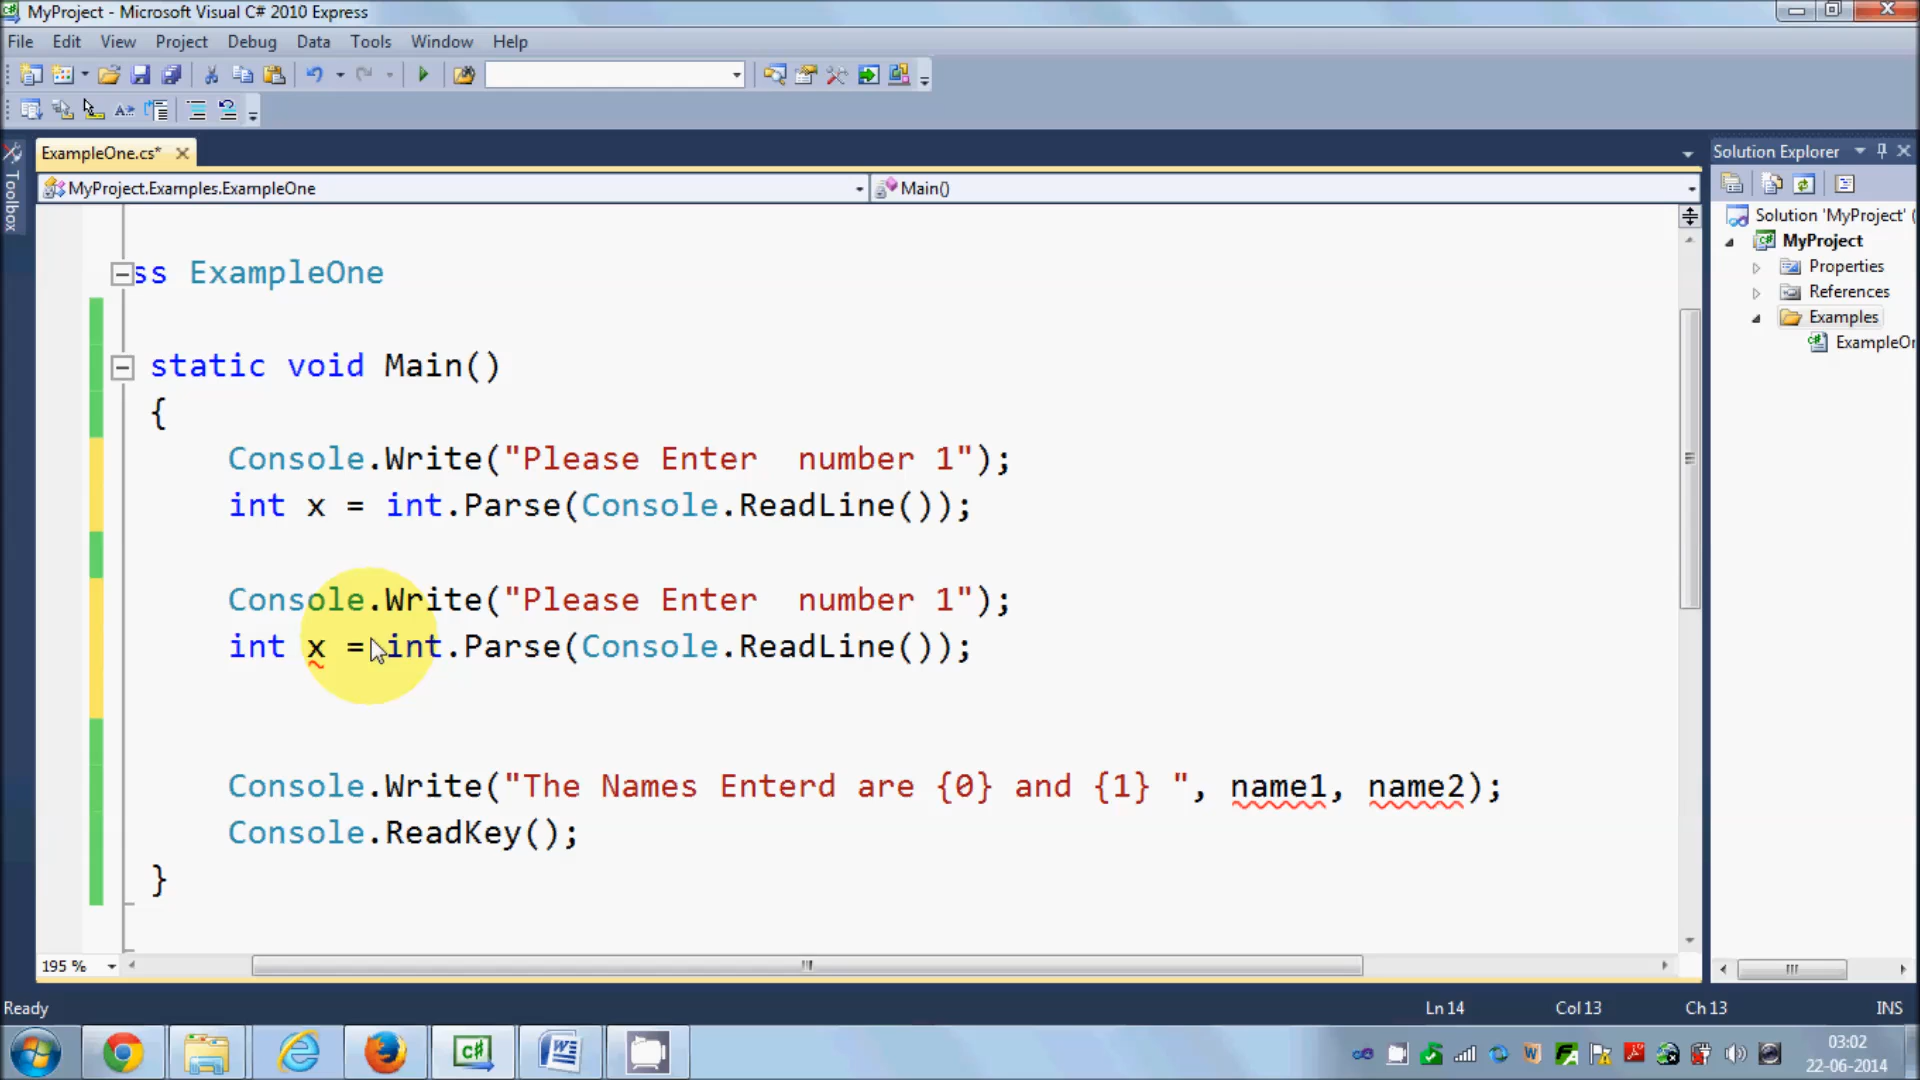 MyProject - Microsoft Visual C# 2010 Express
File Edit View Project Debug Data Tools Window Help
ExampleOne.cs*
Solution Explorer
Toolbox
MyProject.Examples.ExampleOne
Main()
Solution 'MyProject' (
MyProject
Properties
References
Examples
ExampleOr
ss ExampleOne
static void Main()
{
Console.Write("Please Enter  number 1");
int x = int.Parse(Console.ReadLine());
Console.Write("Please Enter  number 1");
int x = int.Parse(Console.ReadLine());
Console.Write("The Names Enterd are {0} and {1} ", name1, name2);
Console.ReadKey();
}
195 %
Ready
Ln 14
Col 13
Ch 13
INS
03:02
22-06-2014